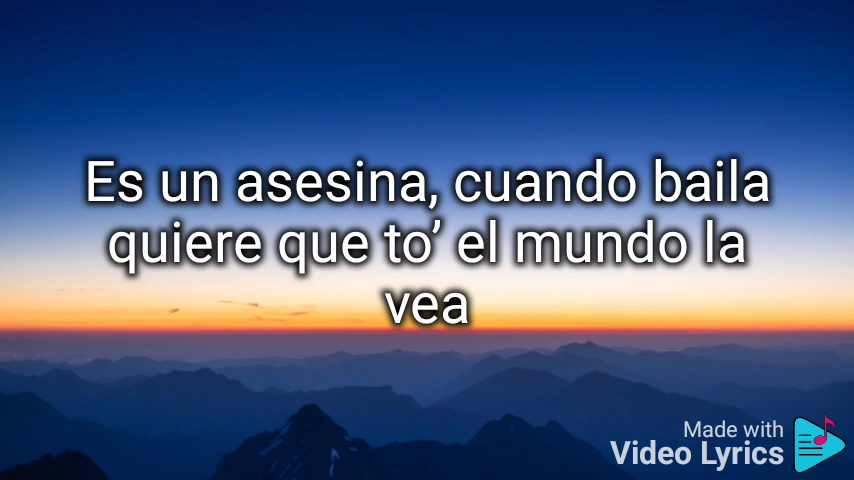 Es un asesina, cuando baila
quiere que to’ el mundo la
vea
Made with
Video Lyrics